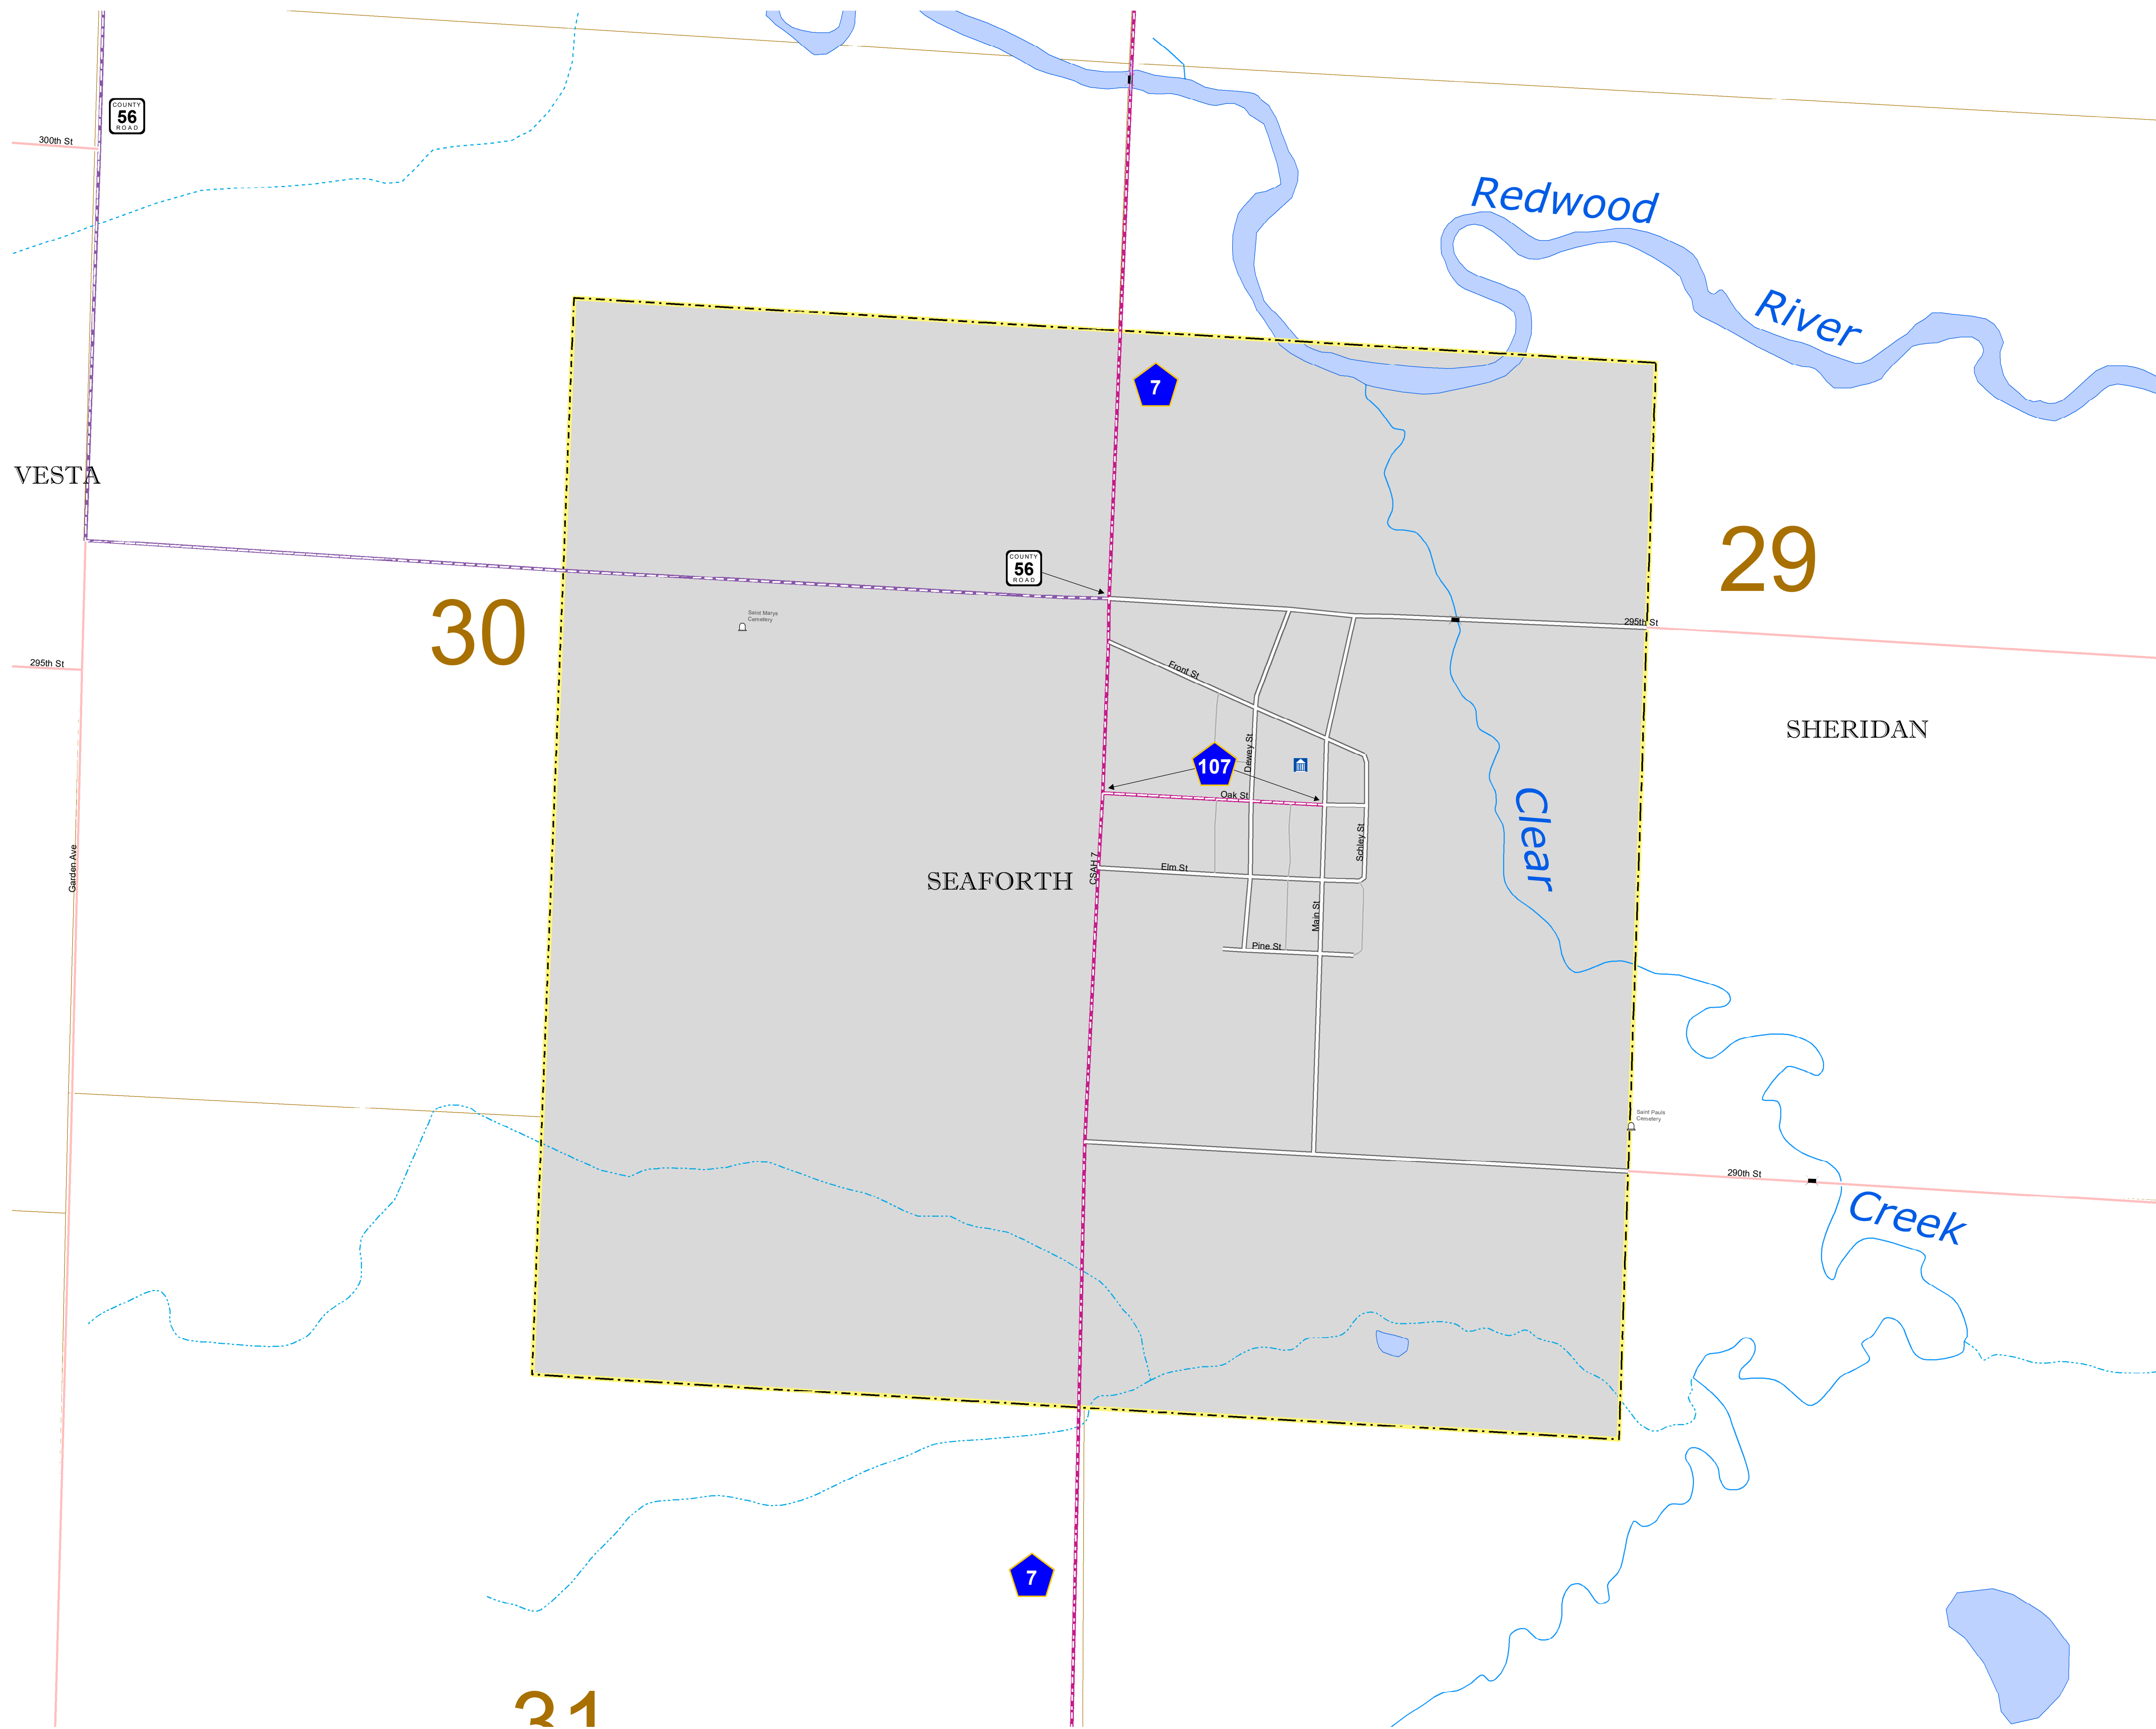 COUNTY
56
ROAD
300th St
Redwood
River
7
VESTA
29
COUNTY
56
ROAD
30
Saint Marys
Cemetery
295th St
295th St
Front St
SHERIDAN
Dewey St
107
Oak St
Clear
Schley St
Garden Ave
CSAH 7
Elm St
SEAFORTH
Main St
Pine St
Saint Pauls
Cemetery
290th St
Creek
7
31